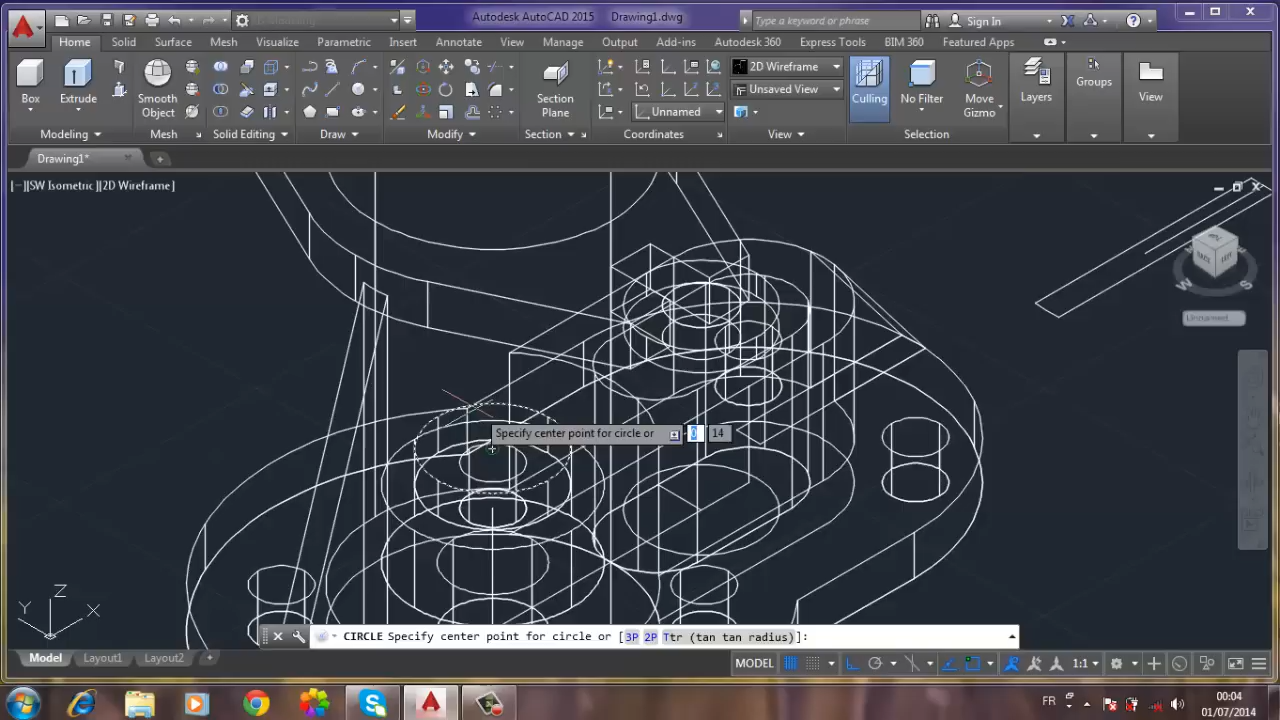 Autodesk AutoCAD 2015 Drawing1.dwg
Type a keyword or phrase
Sign In
Home Solid Surface Mesh Visualize Parametric Insert Annotate View Manage Output Add-ins Autodesk 360 Express Tools BIM 360 Featured Apps
2D Wireframe
Unsaved View
Unnamed
Box Extrude Smooth Object Section Plane Culling No Filter Move Gizmo Layers Groups View
Modeling Mesh Solid Editing Draw Modify Section Coordinates View Selection
Drawing1*
[−][SW Isometric][2D Wireframe]
BACK
W S
Unnamed
Specify center point for circle or 0 14
Z
Y X
CIRCLE Specify center point for circle or [3P 2P Ttr (tan tan radius)]:
Model Layout1 Layout2
MODEL 1:1
FR
00:04
01/07/2014